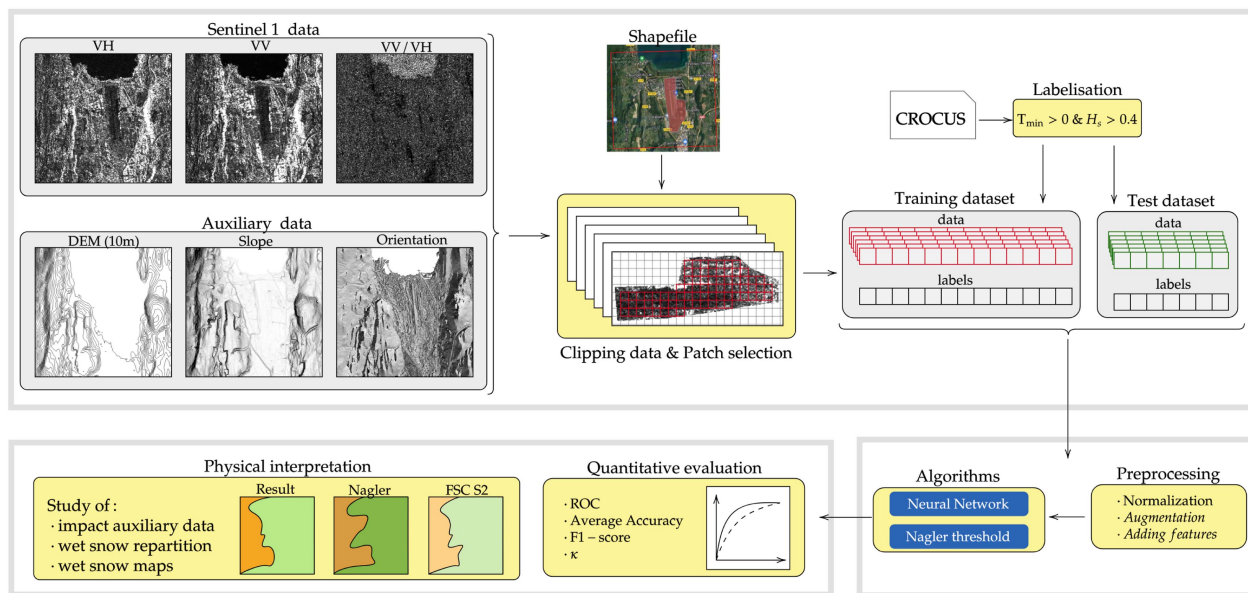 Sentinel 1 data
VH
VV
VV / VH
Auxiliary data
DEM (10m)
Slope
Orientation
Shapefile
Clipping data & Patch selection
CROCUS
Labelisation
T_min > 0 & H_s > 0.4
Training dataset
data
labels
Test dataset
data
labels
Physical interpretation
Study of :
· impact auxiliary data
· wet snow repartition
· wet snow maps
Result
Nagler
FSC S2
Quantitative evaluation
· ROC
· Average Accuracy
· F1 – score
· κ
Algorithms
Neural Network
Nagler threshold
Preprocessing
· Normalization
· Augmentation
· Adding features